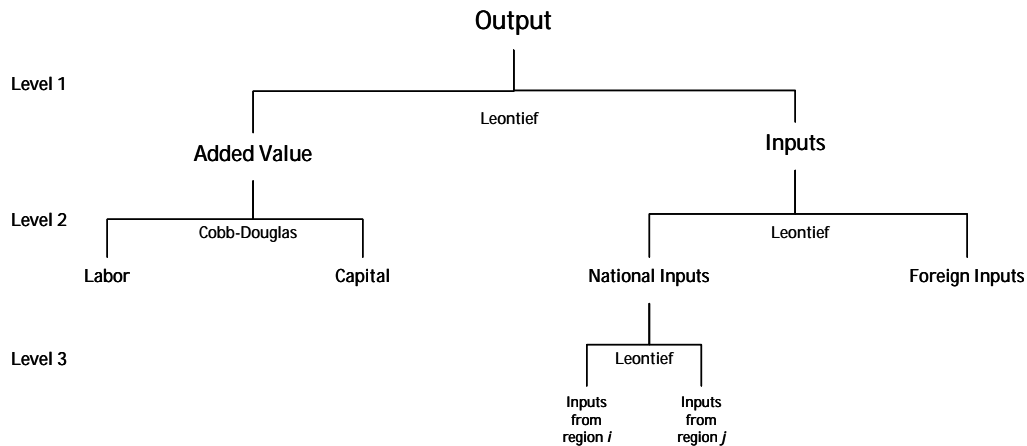 Output
Level 1
Leontief
Added Value
Inputs
Level 2
Cobb-Douglas
Leontief
Labor
Capital
National Inputs
Foreign Inputs
Level 3
Leontief
Inputs
from
region i
Inputs
from
region j